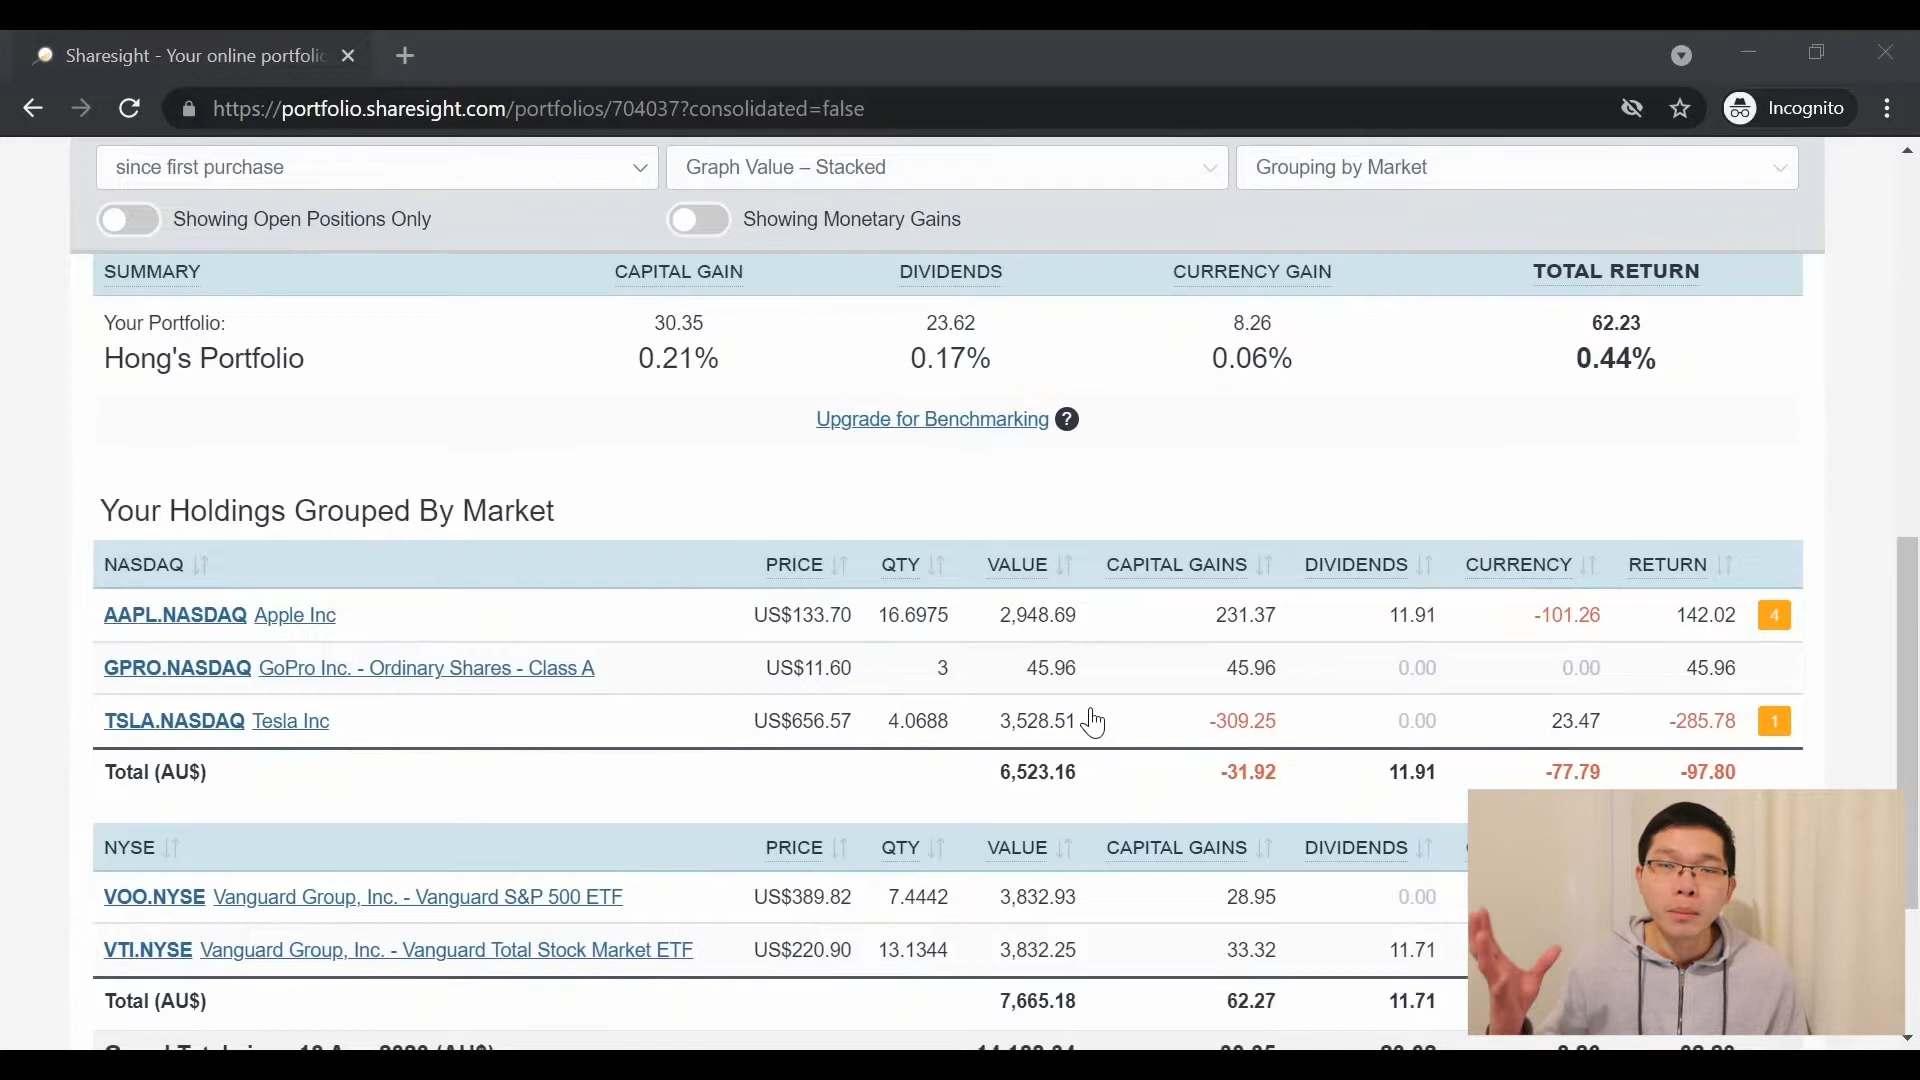 Sharesight - Your online portfolio
https://portfolio.sharesight.com/portfolios/704037?consolidated=false
Incognito
since first purchase
Graph Value – Stacked
Grouping by Market
Showing Open Positions Only
Showing Monetary Gains
SUMMARY CAPITAL GAIN DIVIDENDS CURRENCY GAIN TOTAL RETURN
Your Portfolio: 30.35 23.62 8.26 62.23
Hong's Portfolio 0.21% 0.17% 0.06% 0.44%
Upgrade for Benchmarking ?
Your Holdings Grouped By Market
NASDAQ PRICE QTY VALUE CAPITAL GAINS DIVIDENDS CURRENCY RETURN
AAPL.NASDAQ Apple Inc US$133.70 16.6975 2,948.69 231.37 11.91 -101.26 142.02 4
GPRO.NASDAQ GoPro Inc. - Ordinary Shares - Class A US$11.60 3 45.96 45.96 0.00 0.00 45.96
TSLA.NASDAQ Tesla Inc US$656.57 4.0688 3,528.51 -309.25 0.00 23.47 -285.78 1
Total (AU$) 6,523.16 -31.92 11.91 -77.79 -97.80
NYSE PRICE QTY VALUE CAPITAL GAINS DIVIDENDS
VOO.NYSE Vanguard Group, Inc. - Vanguard S&P 500 ETF US$389.82 7.4442 3,832.93 28.95 0.00
VTI.NYSE Vanguard Group, Inc. - Vanguard Total Stock Market ETF US$220.90 13.1344 3,832.25 33.32 11.71
Total (AU$) 7,665.18 62.27 11.71